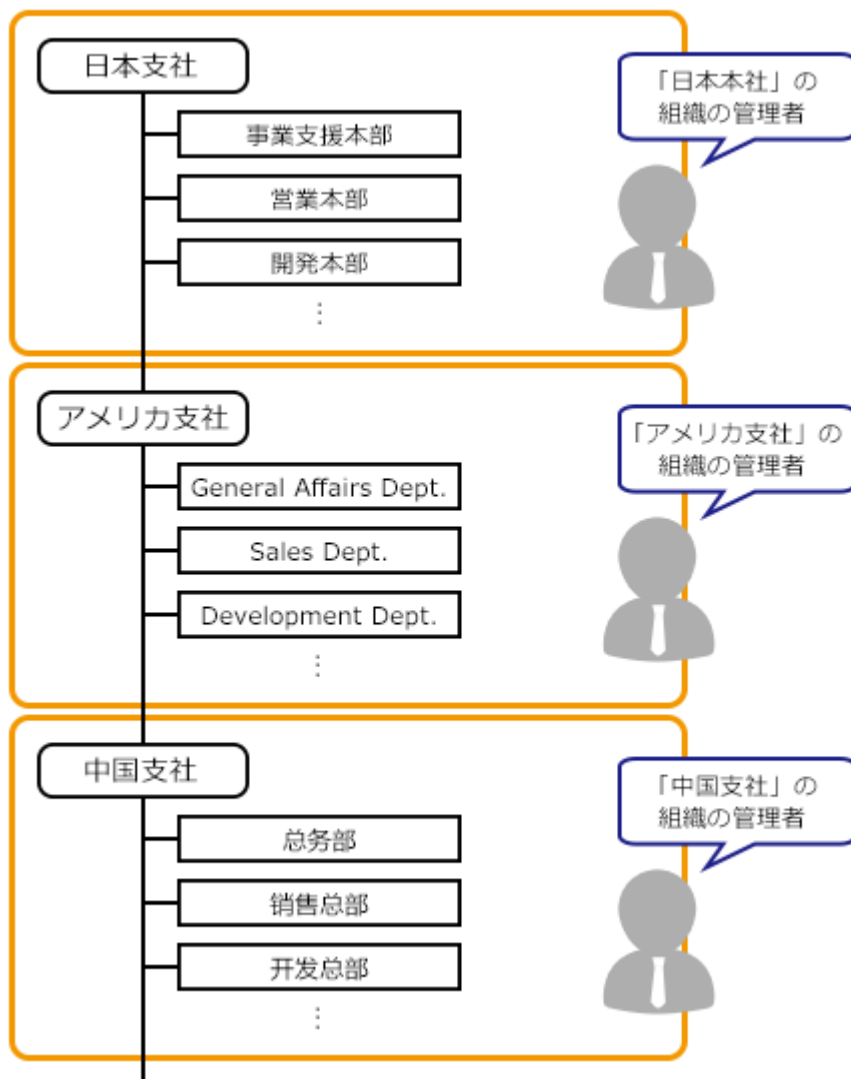 日本支社
「日本本社」の
組織の管理者
事業支援本部
営業本部
開発本部
⋮
アメリカ支社
「アメリカ支社」の
組織の管理者
General Affairs Dept.
Sales Dept.
Development Dept.
⋮
中国支社
「中国支社」の
組織の管理者
总务部
销售总部
开发总部
⋮